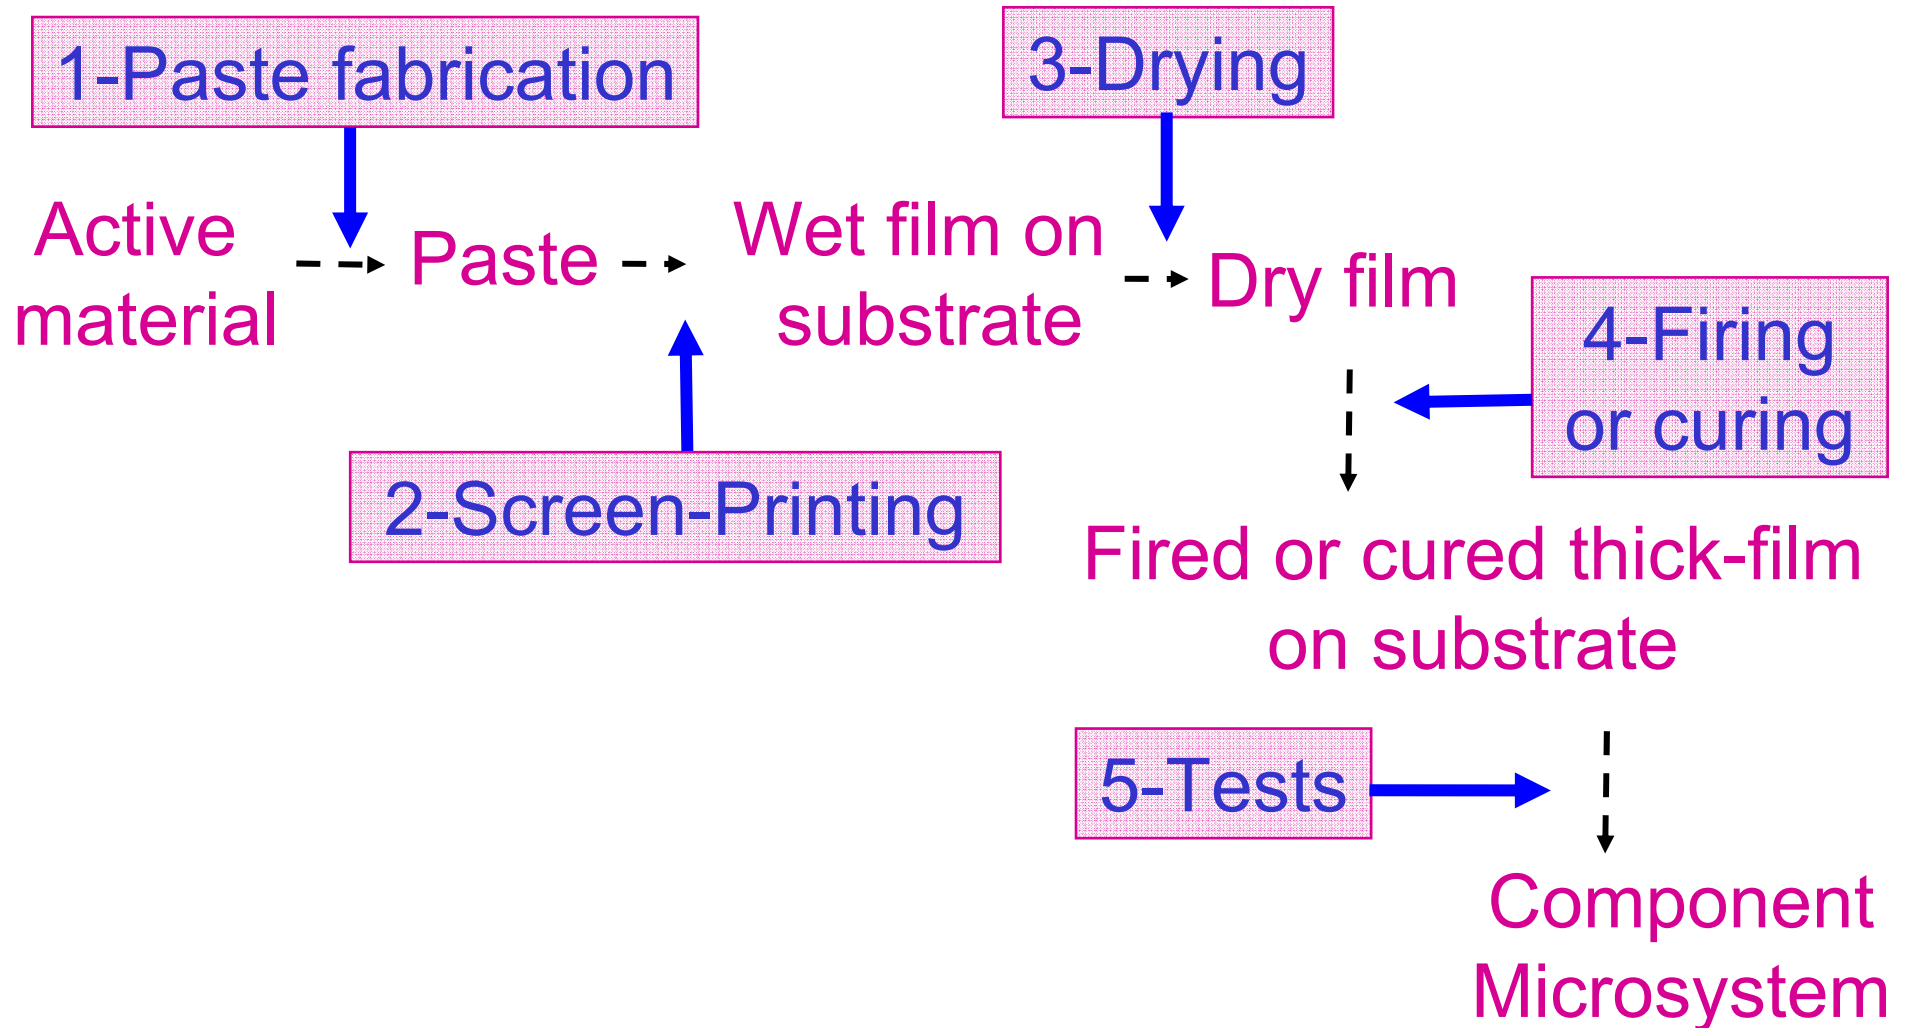 1-Paste fabrication
3-Drying
Active
material
Paste
Wet film on
substrate
Dry film
4-Firing
or curing
2-Screen-Printing
Fired or cured thick-film
on substrate
5-Tests
Component
Microsystem